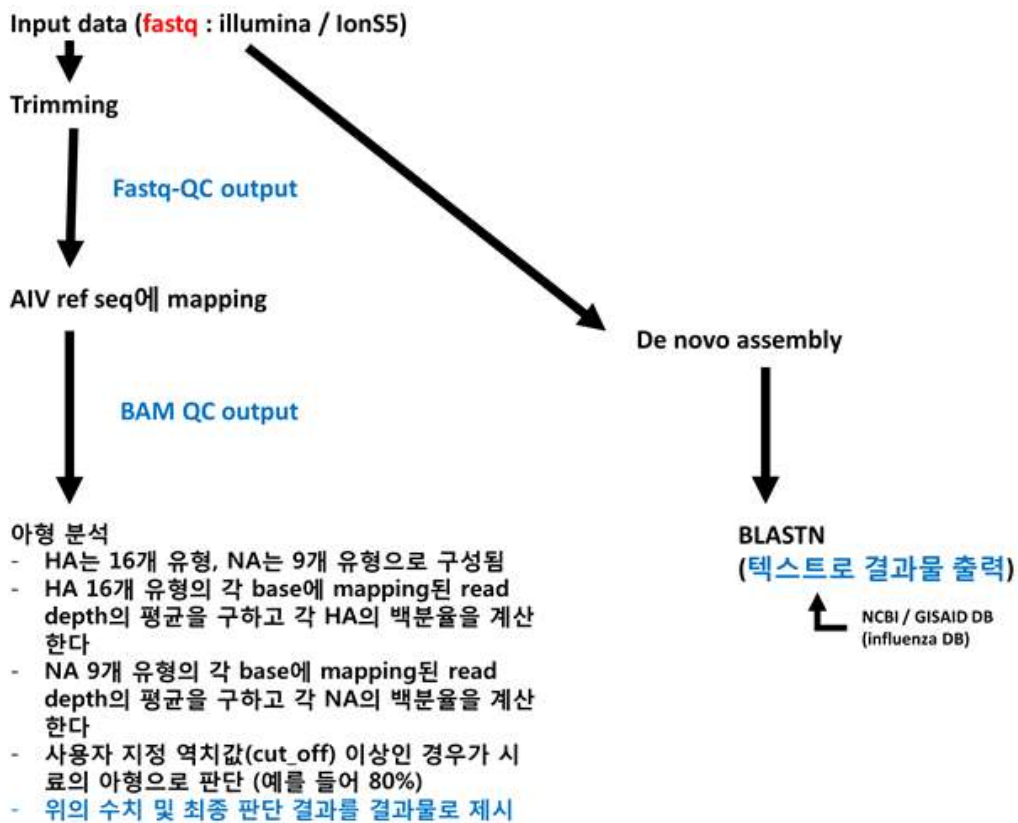 Input data (fastq : illumina / IonS5)
Trimming
Fastq-QC output
AIV ref seq에 mapping
BAM QC output
아형 분석
- HA는 16개 유형, NA는 9개 유형으로 구성됨
- HA 16개 유형의 각 base에 mapping된 read
depth의 평균을 구하고 각 HA의 백분율을 계산
한다
- NA 9개 유형의 각 base에 mapping된 read
depth의 평균을 구하고 각 NA의 백분율을 계산
한다
- 사용자 지정 역치값(cut_off) 이상인 경우가 시
료의 아형으로 판단 (예를 들어 80%)
- 위의 수치 및 최종 판단 결과를 결과물로 제시
De novo assembly
BLASTN
(텍스트로 결과물 출력)
NCBI / GISAID DB
(influenza DB)